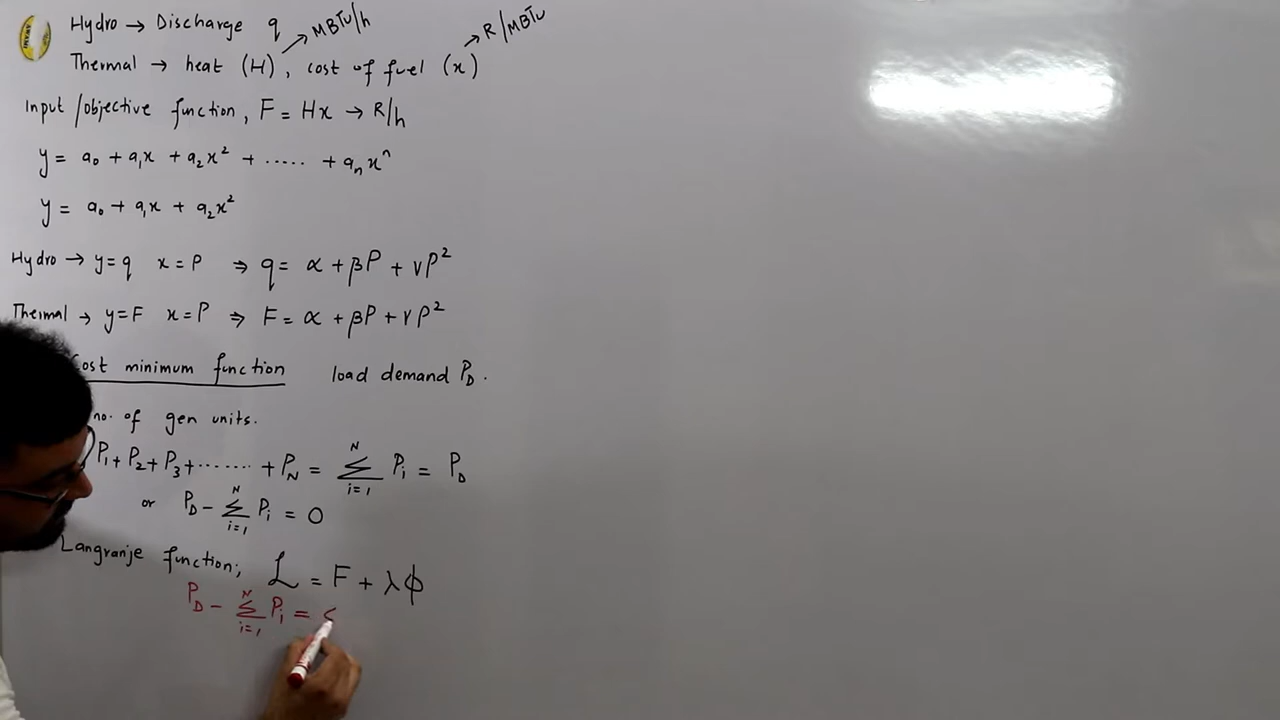 Hydro → Discharge q
Thermal → heat (H) → MBTU/h, cost of fuel (x) → R/MBTU
Input/objective function, F = Hx → R/h
y = a₀ + a₁x + a₂x² + ..... + aₙxⁿ
y = a₀ + a₁x + a₂x²
Hydro → y=q x=P ⇒ q= α + βP + γP²
Thermal → y=F x=P ⇒ F= α + βP + γP²
ost minimum function load demand P_D.
no. of gen units.
P₁+P₂+P₃+.......+P_N = Σ_{i=1}^{N} P_i = P_D
or P_D - Σ_{i=1}^{N} P_i = 0
Langranje function; ℒ = F + λϕ
P_D - Σ_{i=1}^{N} P_i =